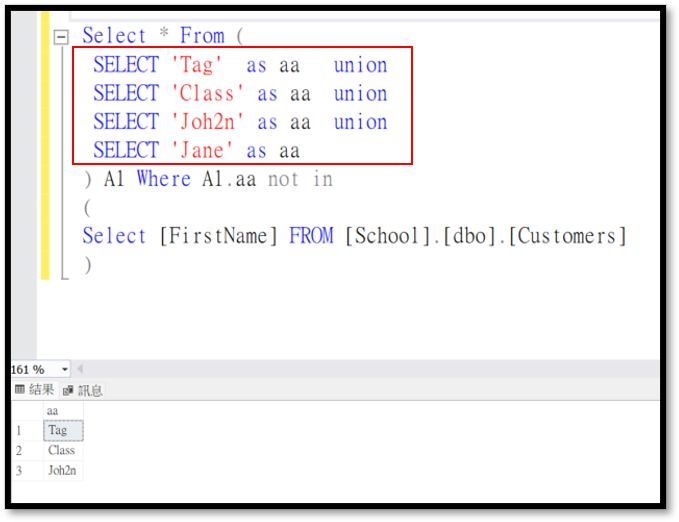 Select * From (
SELECT 'Tag' as aa union
SELECT 'Class' as aa union
SELECT 'Joh2n' as aa union
SELECT 'Jane' as aa
) A1 Where A1.aa not in
(
Select [FirstName] FROM [School].[dbo].[Customers]
)
161 %
結果 訊息
aa
1 Tag
2 Class
3 Joh2n